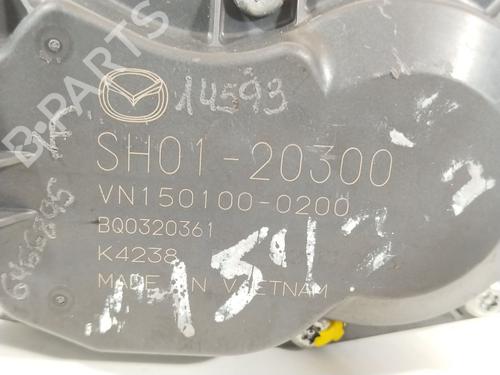 B-PARTS
14593
SH01-20300
VN150100-0200
BQ0320361
K4238
MADE IN VIETNAM